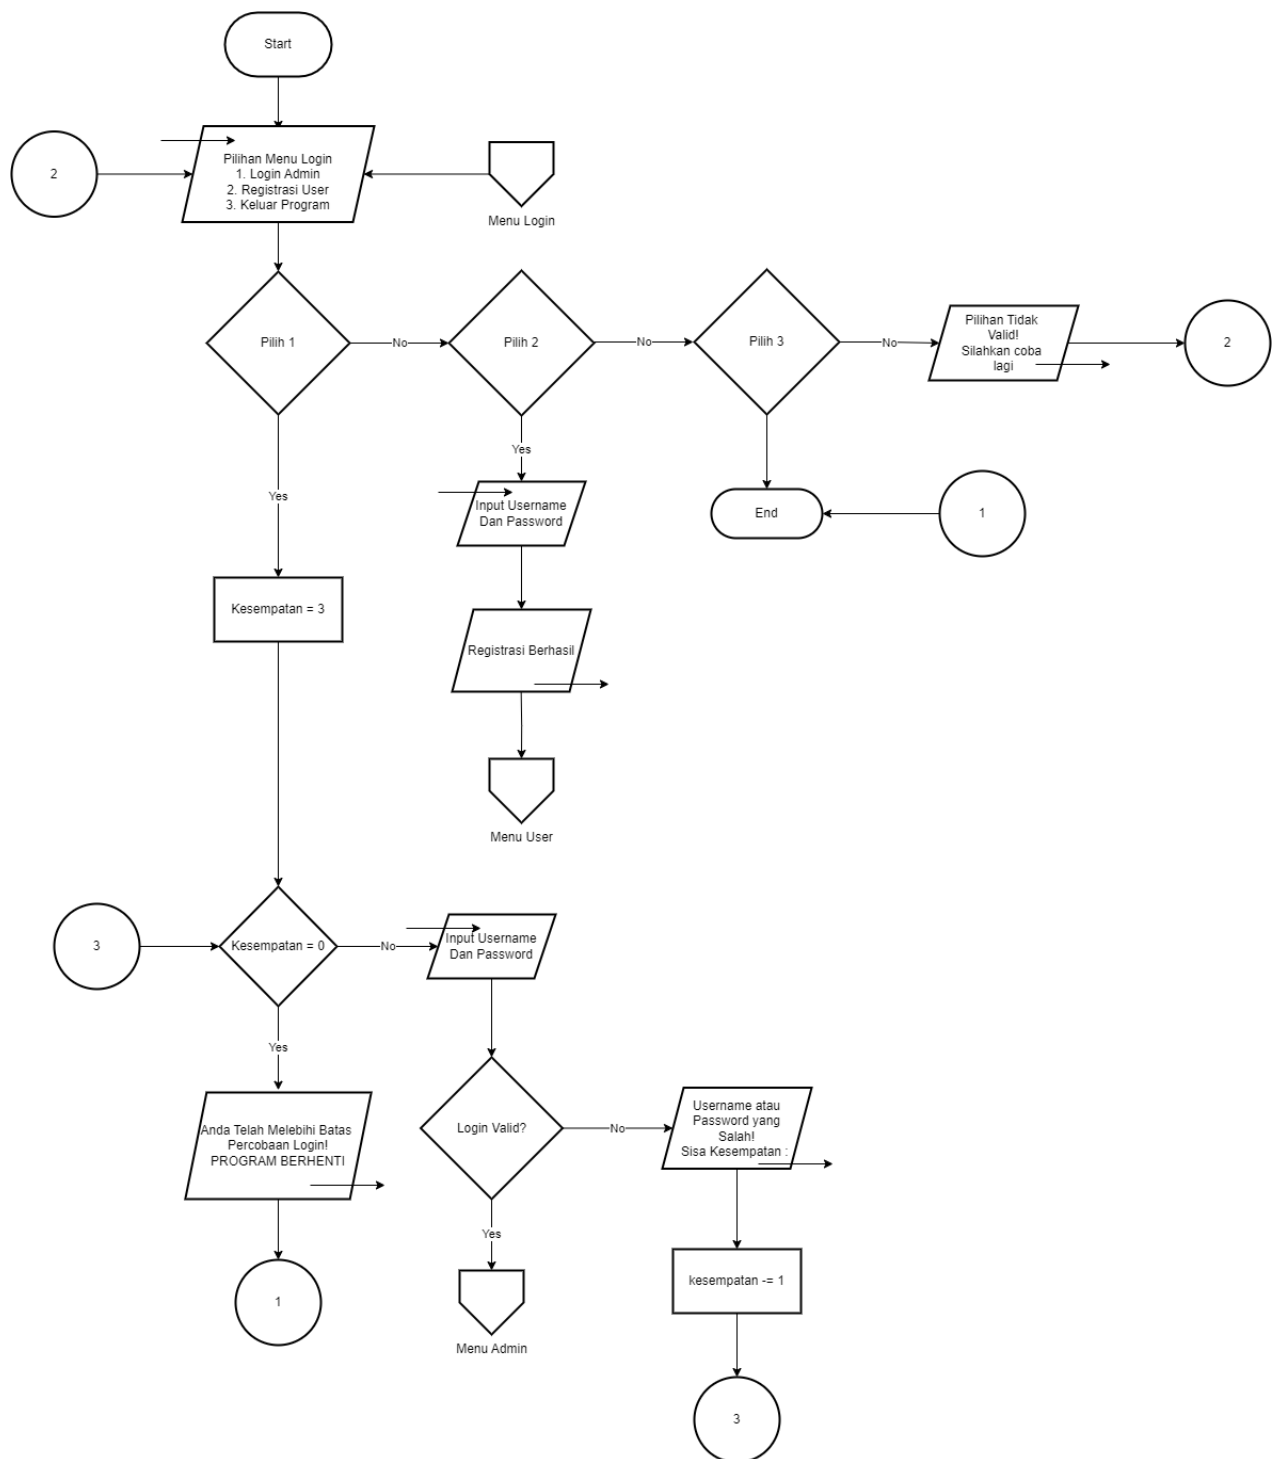 Start
2
Pilihan Menu Login
1. Login Admin
2. Registrasi User
3. Keluar Program
Menu Login
Pilih 1
No
Pilih 2
No
Pilih 3
No
Pilihan Tidak
Valid!
Silahkan coba
lagi
2
Yes
Yes
Input Username
Dan Password
End
1
Kesempatan = 3
Registrasi Berhasil
Menu User
3
Kesempatan = 0
No
Input Username
Dan Password
Yes
Anda Telah Melebihi Batas
Percobaan Login!
PROGRAM BERHENTI
Login Valid?
No
Username atau
Password yang
Salah!
Sisa Kesempatan :
Yes
1
Menu Admin
kesempatan -= 1
3